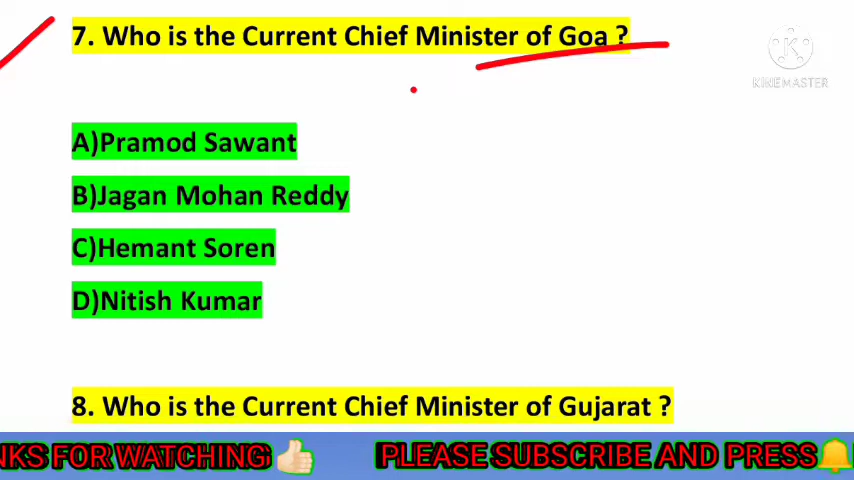 7. Who is the Current Chief Minister of Goa ?
KINEMASTER
A)Pramod Sawant
B)Jagan Mohan Reddy
C)Hemant Soren
D)Nitish Kumar
8. Who is the Current Chief Minister of Gujarat ?
NKS FOR WATCHING PLEASE SUBSCRIBE AND PRESS